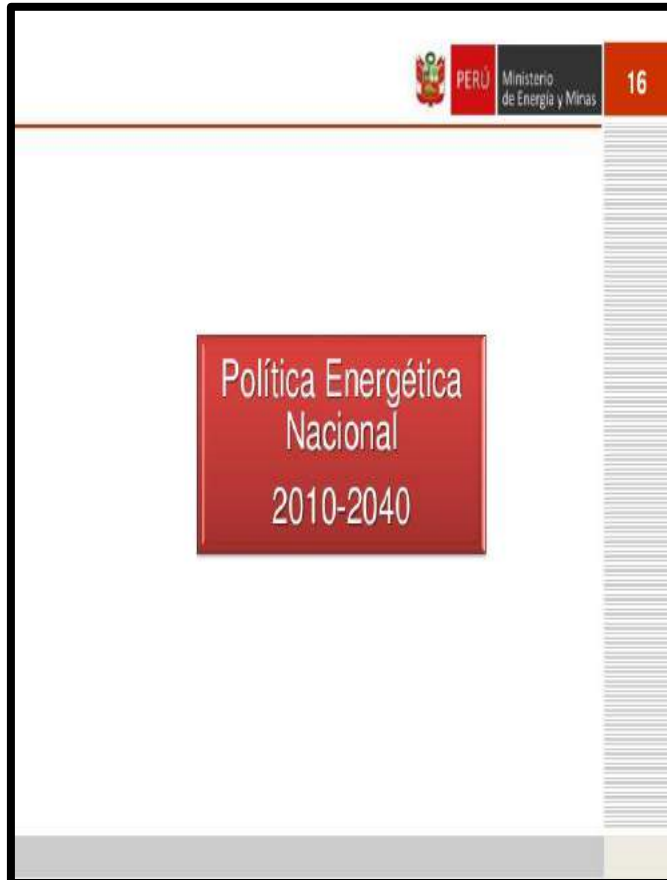 PERÚ
Ministerio
de Energía y Minas
16
Política Energética
Nacional
2010-2040